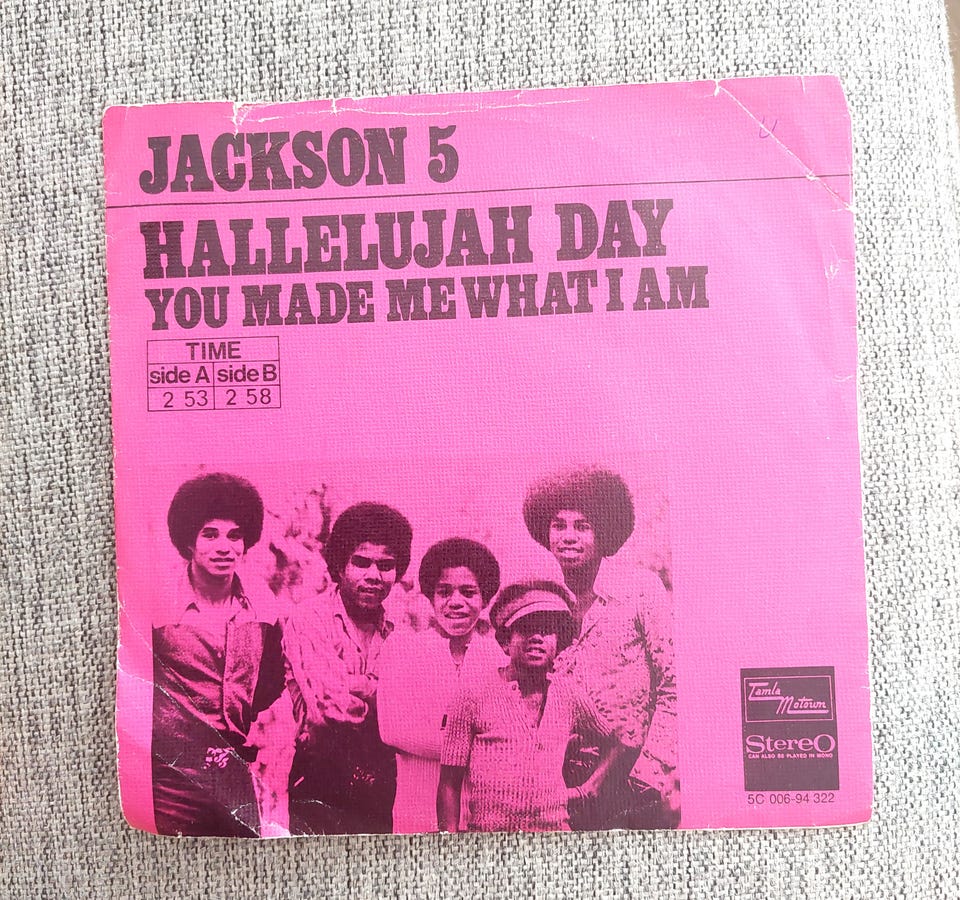 JACKSON 5
HALLELUJAH DAY
YOU MADE ME WHAT I AM
TIME
side A side B
2 53 2 58
Tamla
Motown
Stereo
CAN ALSO BE PLAYED IN MONO
5C 006-94 322